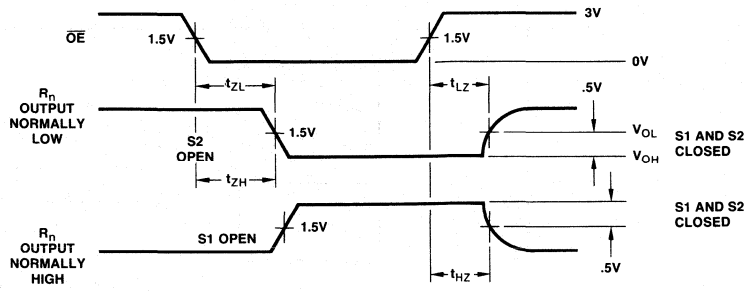 3V
OE
1.5V
1.5V
0V
tZL
tLZ
.5V
Rn
OUTPUT
NORMALLY
LOW
1.5V
S2
OPEN
VOL
VOH
S1 AND S2
CLOSED
tZH
S1 AND S2
CLOSED
1.5V
S1 OPEN
Rn
OUTPUT
NORMALLY
HIGH
tHZ
.5V